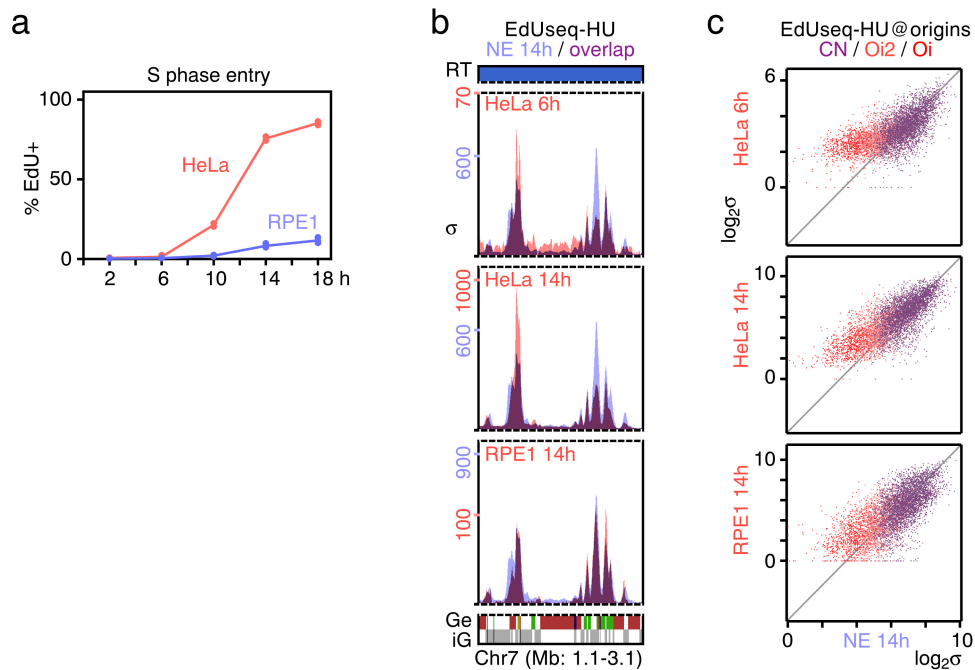 a
S phase entry
100
50
0
% EdU+
HeLa
RPE1
2 6 10 14 18 h
b
EdUseq-HU
NE 14h / overlap
RT
70
600
σ
HeLa 6h
1000
600
HeLa 14h
900
100
RPE1 14h
Ge
iG
Chr7 (Mb: 1.1-3.1)
c
EdUseq-HU@origins
CN / Oi2 / Oi
6
0
HeLa 6h
log2σ
10
0
HeLa 14h
10
0
RPE1 14h
0 NE 14h 10
log2σ